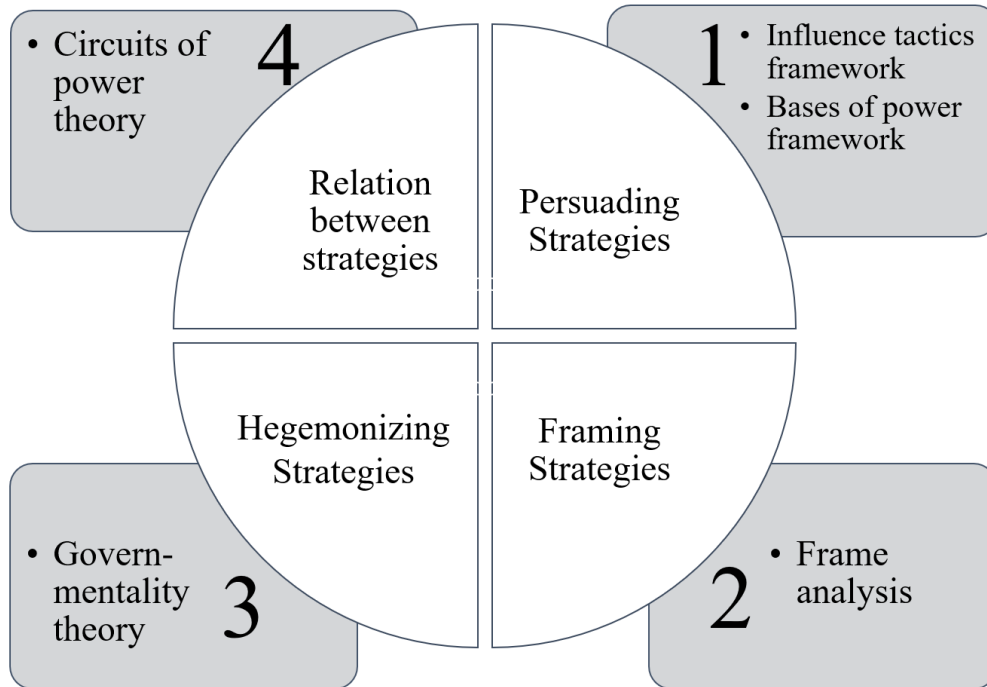 • Circuits of
power
theory
4
1
• Influence tactics
framework
• Bases of power
framework
Relation
between
strategies
Persuading
Strategies
Hegemonizing
Strategies
Framing
Strategies
• Govern-
mentality
theory
3
2
• Frame
analysis